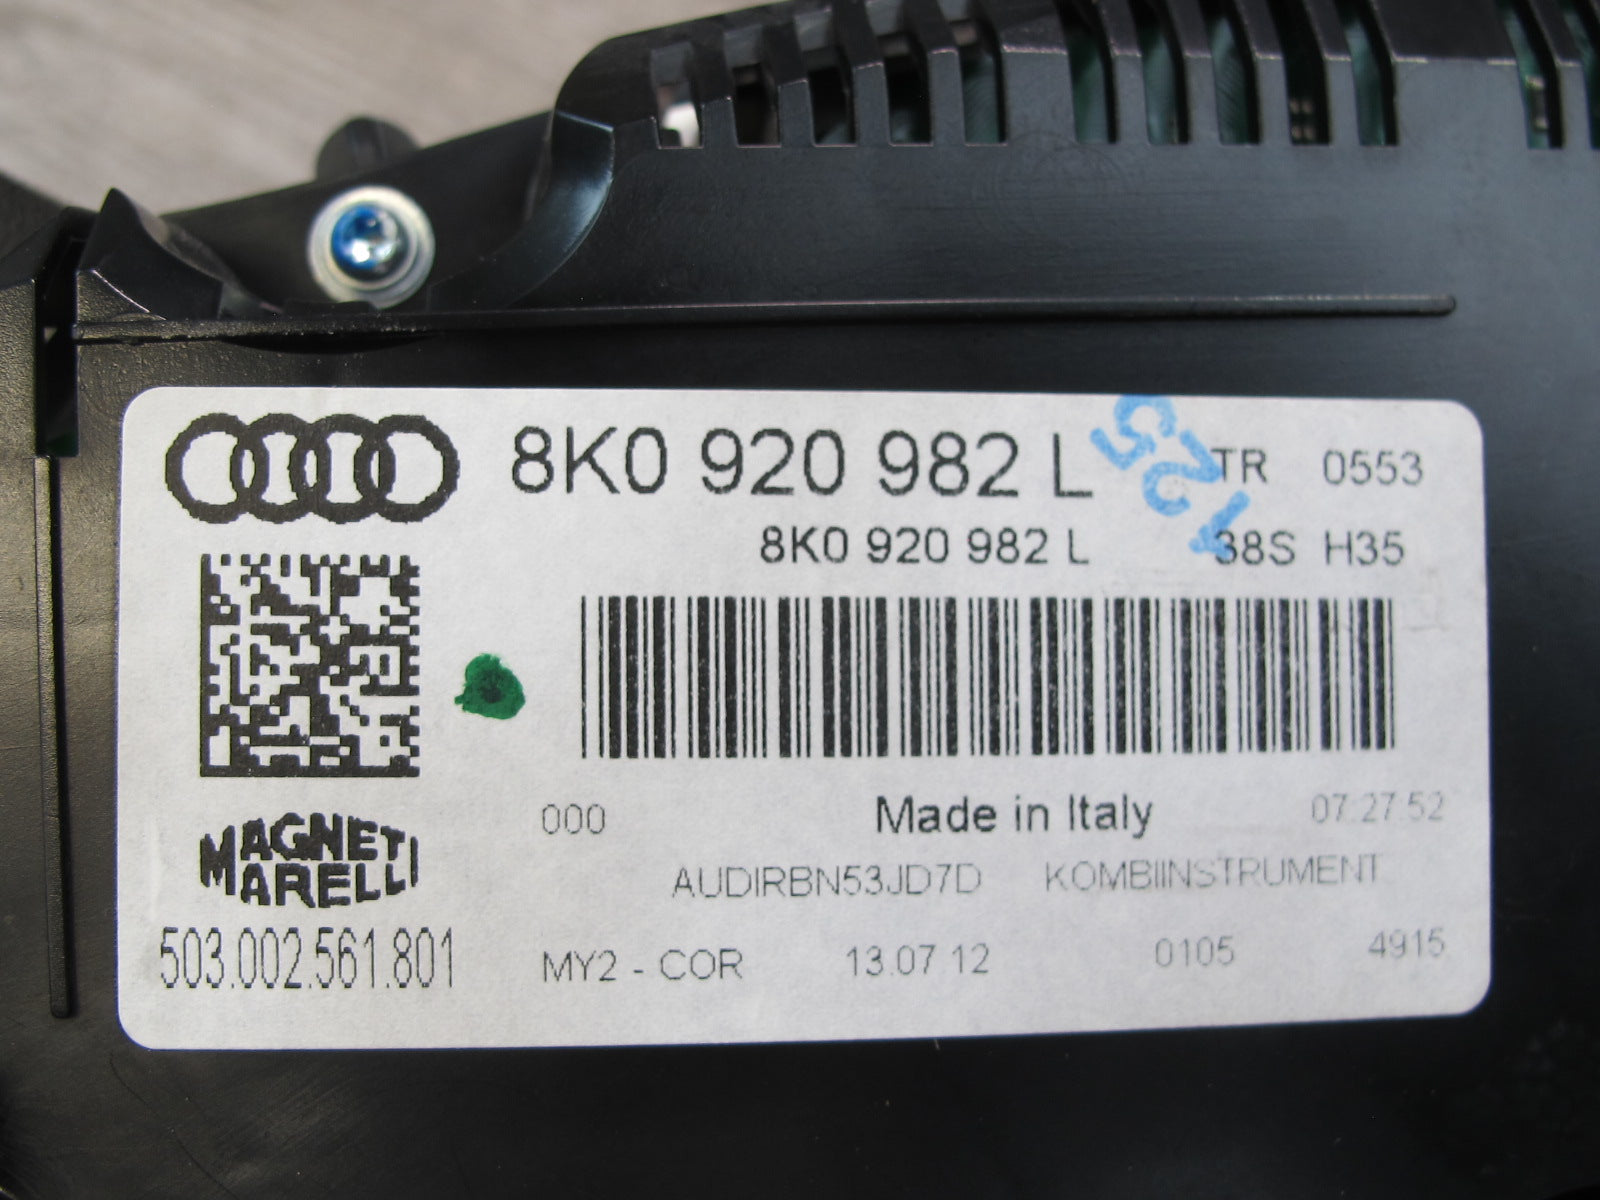 8K0 920 982 L TR 0553
125
8K0 920 982 L 38S H35
000 Made in Italy 07.27.52
MAGNETI
MARELLI
AUDIRBN53JD7D KOMBIINSTRUMENT
503.002.561.801
MY2 - COR 13.07.12 0105 4915